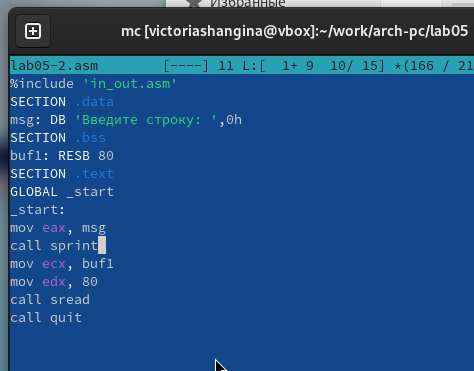 Избранные
mc [victoriashangina@vbox]:~/work/arch-pc/lab05
lab05-2.asm [----] 11 L:[ 1+ 9 10/ 15] *(166 / 21
%include 'in_out.asm'
SECTION .data
msg: DB 'Введите строку: ',0h
SECTION .bss
buf1: RESB 80
SECTION .text
GLOBAL _start
_start:
mov eax, msg
call sprint
mov ecx, buf1
mov edx, 80
call sread
call quit